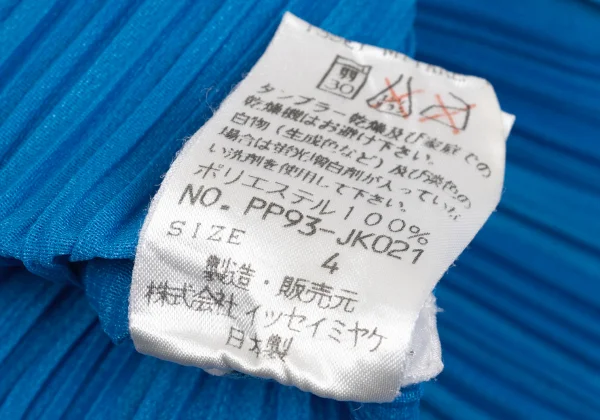 弱
30
タンブラー乾燥及び家庭での
乾燥機はお避け下さい。
白物（生成色など）及び淡色の
場合は蛍光増白剤が入っていな
い洗剤を使用して下さい。
ポリエステル100%
NO. PP93-JK021
SIZE 4
製造・販売元
株式会社イッセイミヤケ
日本製